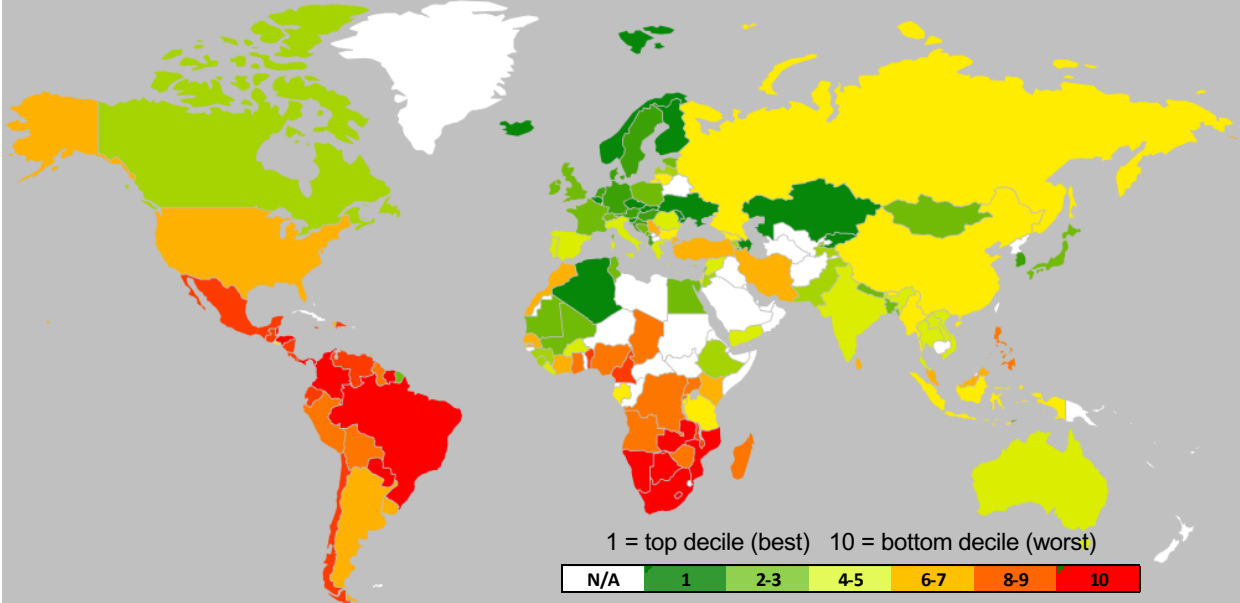 1 = top decile (best) 10 = bottom decile (worst)
N/A 1 2-3 4-5 6-7 8-9 10